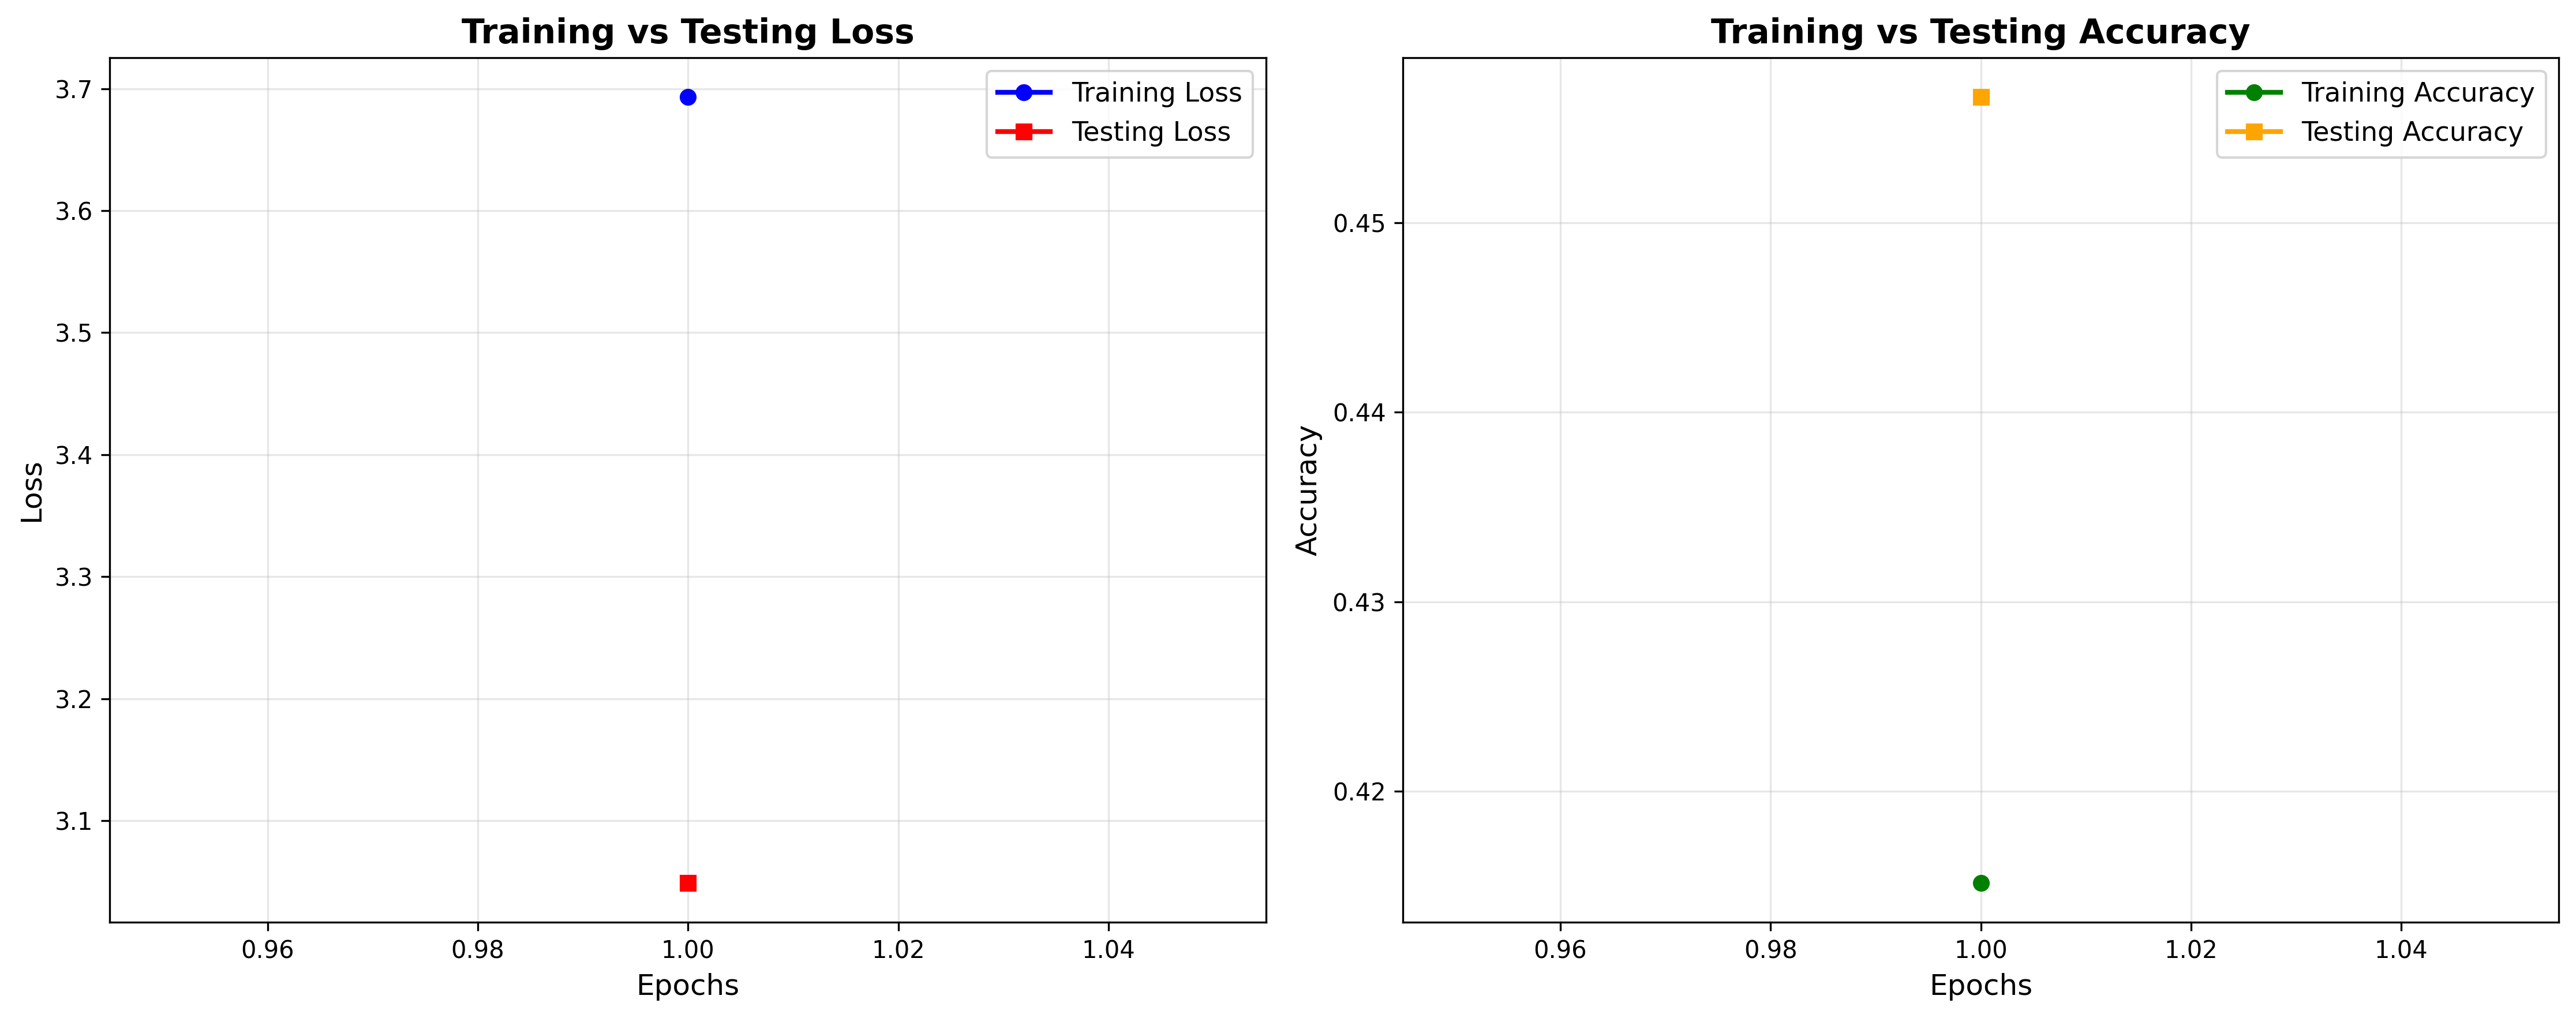 Training vs Testing Loss
Training Loss
Testing Loss
3.7
3.6
3.5
3.4
3.3
3.2
3.1
Loss
0.96 0.98 1.00 1.02 1.04
Epochs
Training vs Testing Accuracy
Training Accuracy
Testing Accuracy
0.45
0.44
0.43
0.42
Accuracy
0.96 0.98 1.00 1.02 1.04
Epochs